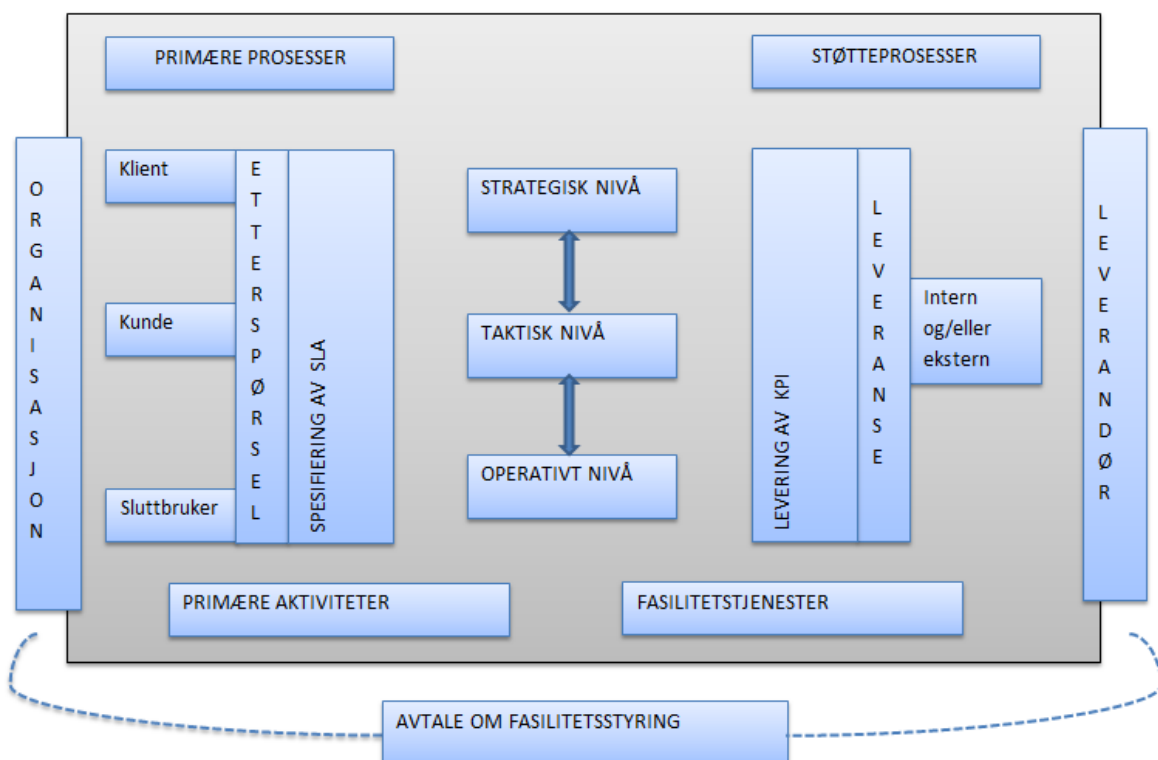 PRIMÆRE PROSESSER
STØTTEPROSESSER
ORGANISASJON
Klient
Kunde
Sluttbruker
ETTERSPØRSEL
SPESIFIERING AV SLA
STRATEGISK NIVÅ
TAKTISK NIVÅ
OPERATIVT NIVÅ
LEVERING AV KPI
LEVERANSE
Intern
og/eller
ekstern
LEVERANDØR
PRIMÆRE AKTIVITETER
FASILITETSTJENESTER
AVTALE OM FASILITETSSTYRING